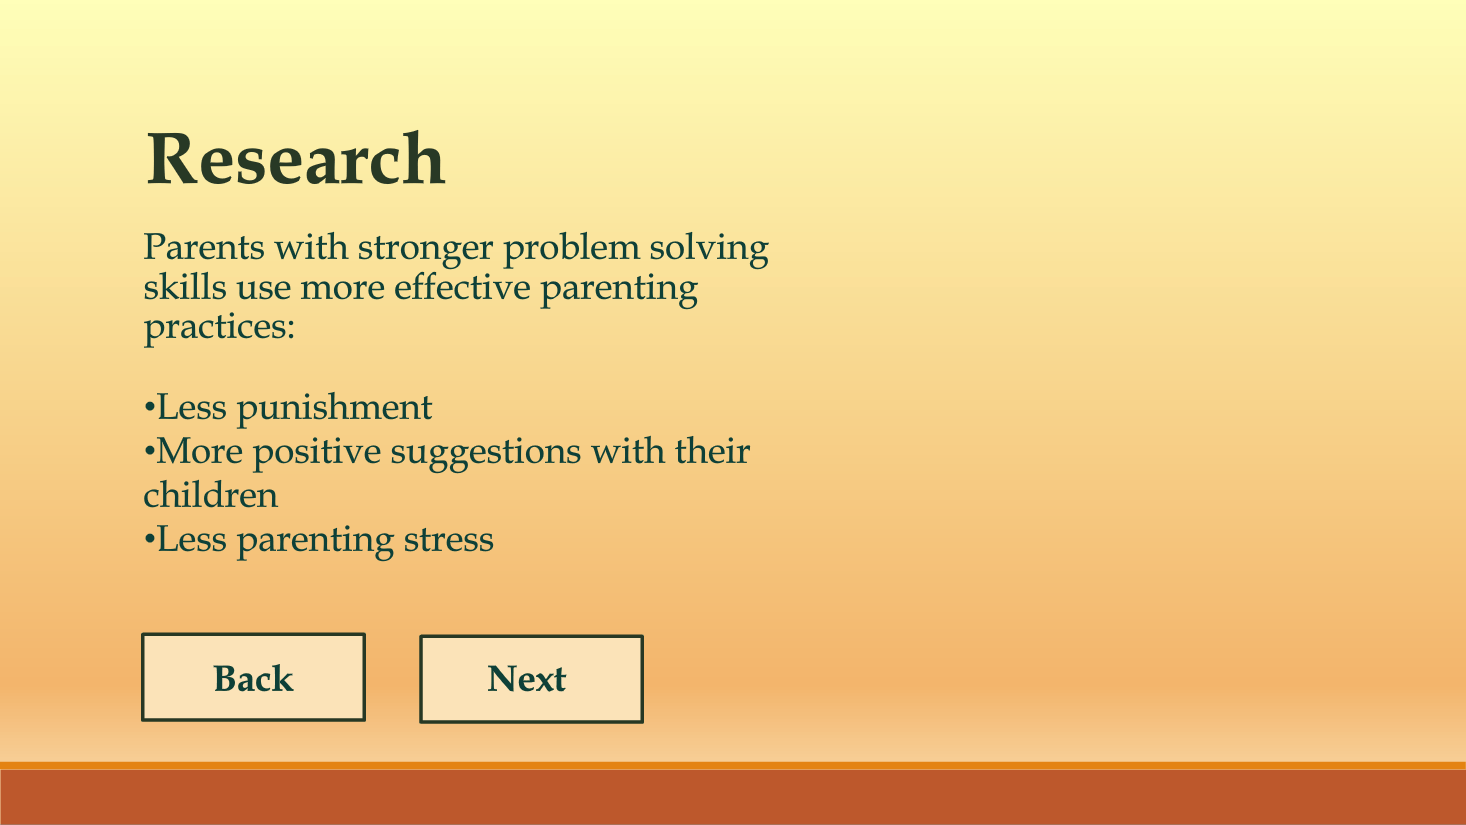 Research
Parents with stronger problem solving
skills use more effective parenting
practices:
•Less punishment
•More positive suggestions with their
children
•Less parenting stress
Back
Next